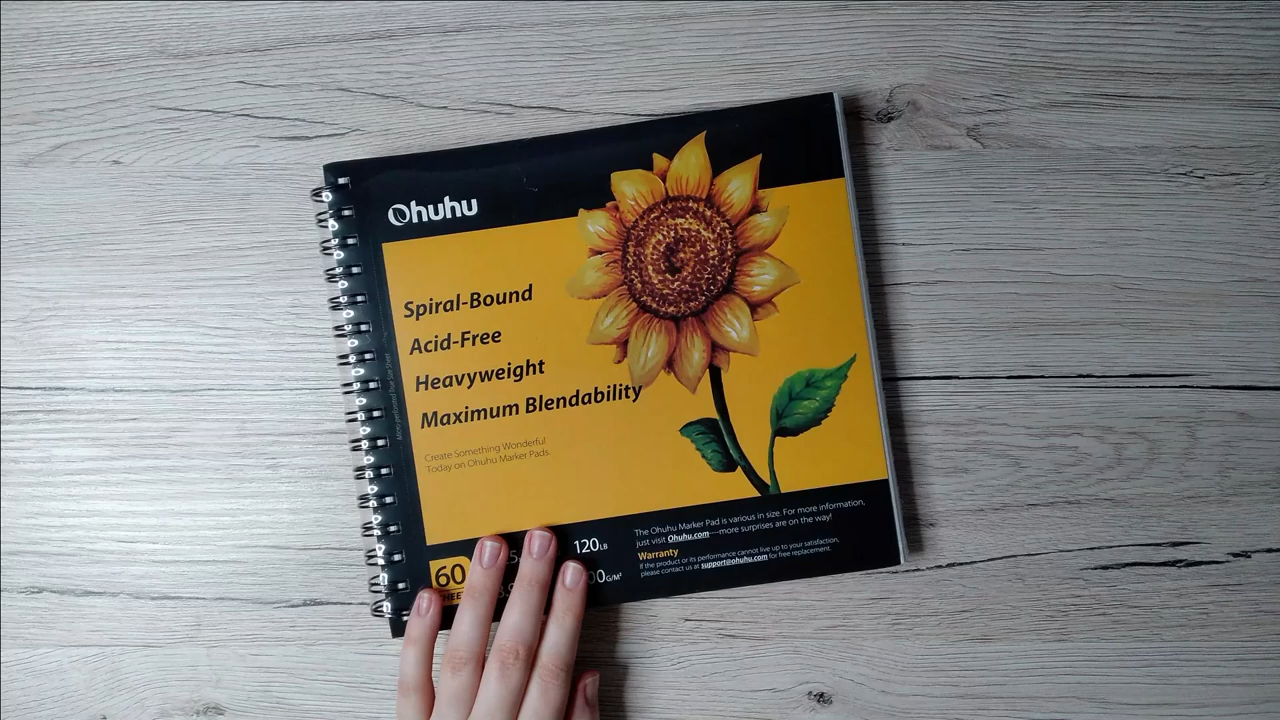 Ohuhu
Spiral-Bound
Acid-Free
Heavyweight
Maximum Blendability
Create Something Wonderful
Today on Ohuhu Marker Pads.
60
120LB
The Ohuhu Marker Pad is various in size. For more information,
just visit Ohuhu.com—more surprises are on the way!
Warranty
If the product or its performance cannot live up to your satisfaction,
please contact us at support@ohuhu.com for free replacement.